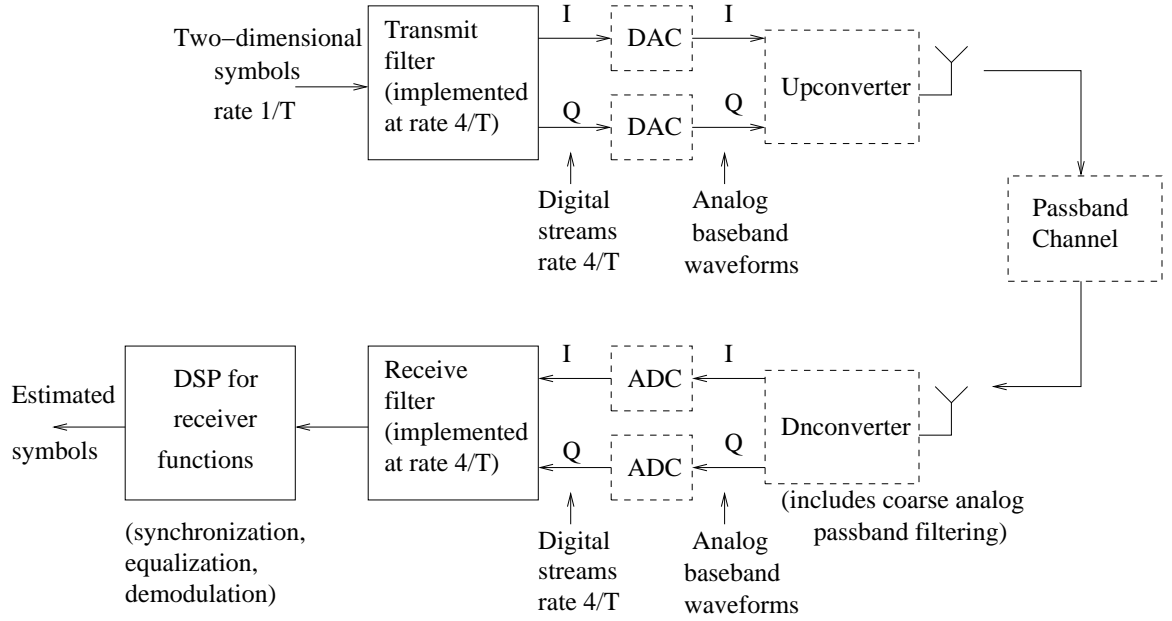 Two−dimensional
symbols
rate 1/T
Transmit
filter
(implemented
at rate 4/T)
I
Q
DAC
DAC
I
Q
Upconverter
Digital
streams
rate 4/T
Analog
baseband
waveforms
Passband
Channel
Estimated
symbols
DSP for
receiver
functions
(synchronization,
equalization,
demodulation)
Receive
filter
(implemented
at rate 4/T)
I
Q
ADC
ADC
I
Q
Dnconverter
(includes coarse analog
passband filtering)
Digital
streams
rate 4/T
Analog
baseband
waveforms